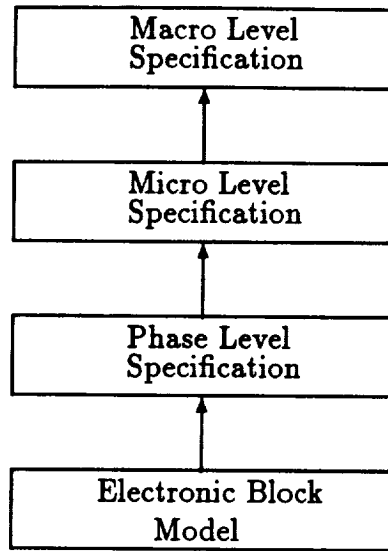 Macro Level
Specification
Micro Level
Specification
Phase Level
Specification
Electronic Block
Model